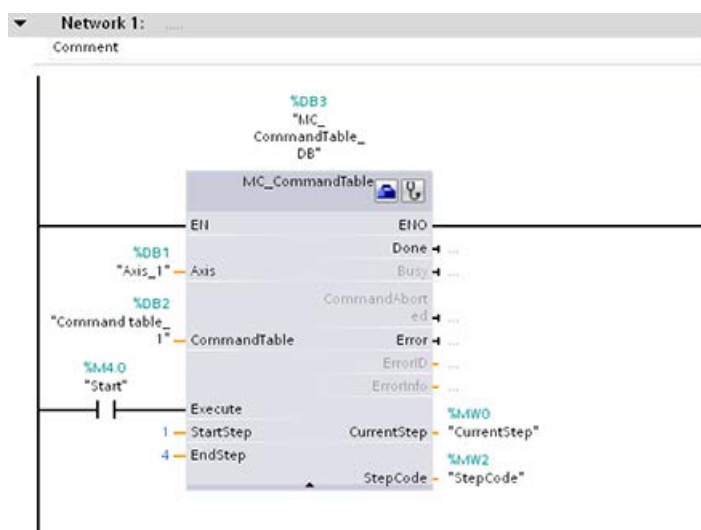 Network 1: .....
Comment
%DB3
"MC_
CommandTable_
DB"
MC_CommandTable
EN ENO
Done ...
%DB1
"Axis_1" Axis Busy ...
%DB2
"Command table_
1" CommandTable
CommandAbort
ed ...
Error ...
ErrorID ...
ErrorInfo ...
%M4.0
"Start"
Execute
%MW0
1 StartStep CurrentStep "CurrentStep"
4 EndStep
%MW2
StepCode "StepCode"